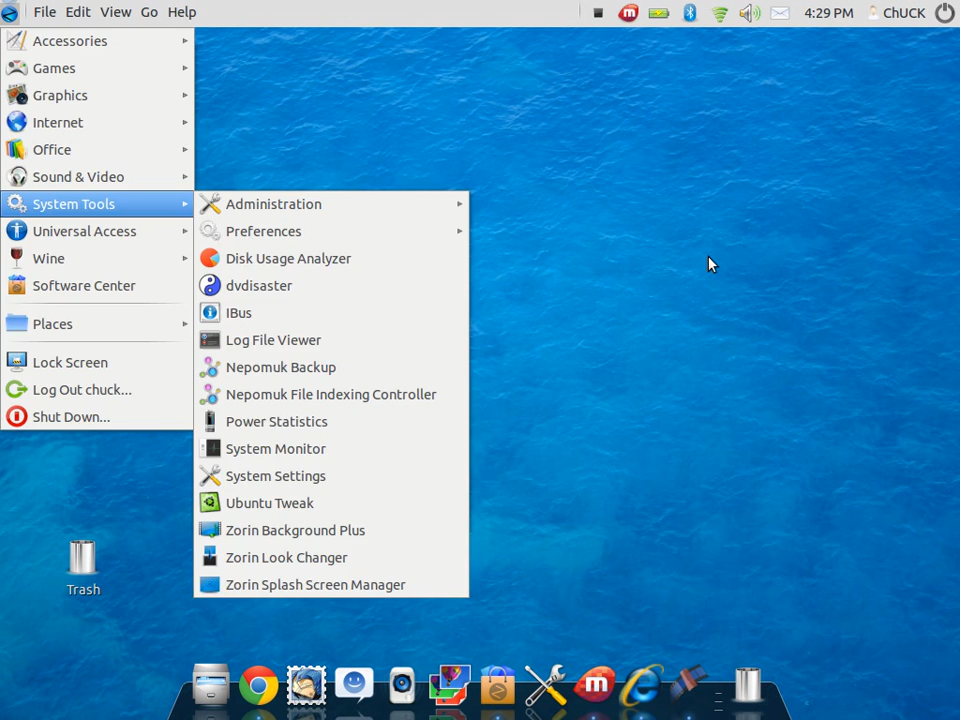 File Edit View Go Help
4:29 PM ChUCK
Accessories
Games
Graphics
Internet
Office
Sound & Video
System Tools
Universal Access
Wine
Software Center
Places
Lock Screen
Log Out chuck...
Shut Down...
Administration
Preferences
Disk Usage Analyzer
dvdisaster
IBus
Log File Viewer
Nepomuk Backup
Nepomuk File Indexing Controller
Power Statistics
System Monitor
System Settings
Ubuntu Tweak
Zorin Background Plus
Zorin Look Changer
Zorin Splash Screen Manager
Trash